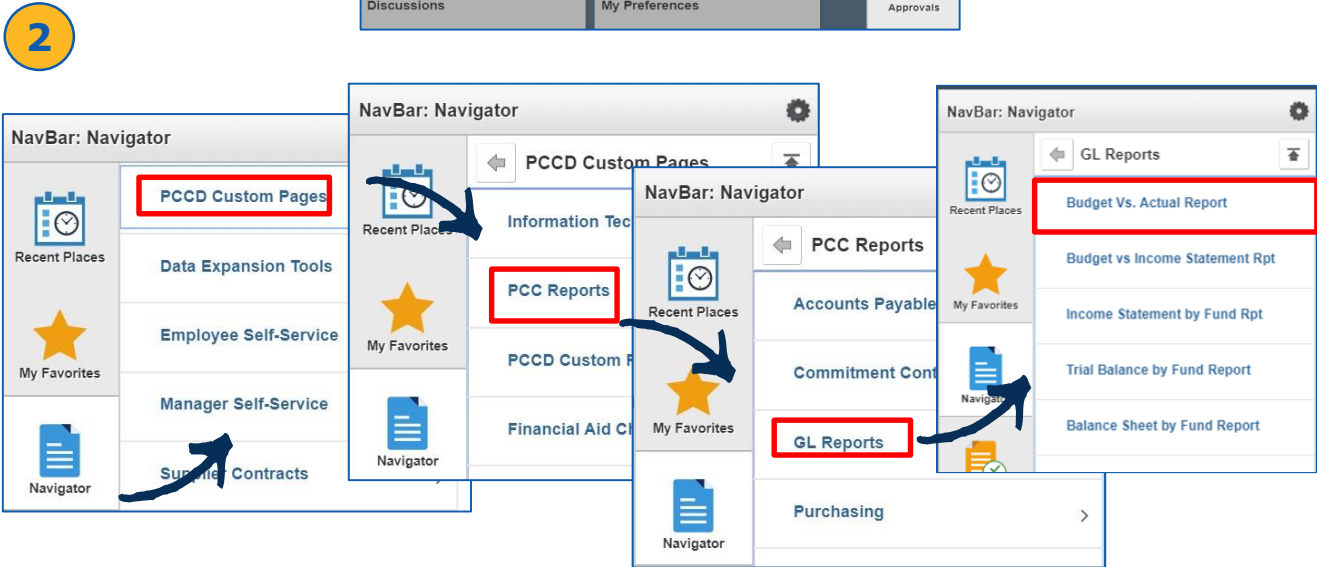 Discussions
My Preferences
Approvals
2
NavBar: Navigator
PCCD Custom Pages
Recent Places
Data Expansion Tools
Employee Self-Service
My Favorites
Manager Self-Service
Supplier Contracts
Navigator
NavBar: Navigator
PCCD Custom Pages
Recent Places
Information Tec
PCC Reports
My Favorites
PCCD Custom
Financial Aid
Navigator
NavBar: Navigator
PCC Reports
Recent Places
Accounts Payable
Commitment Cont
My Favorites
GL Reports
Purchasing
Navigator
NavBar: Navigator
GL Reports
Recent Places
Budget Vs. Actual Report
Budget vs Income Statement Rpt
My Favorites
Income Statement by Fund Rpt
Trial Balance by Fund Report
Navigator
Balance Sheet by Fund Report